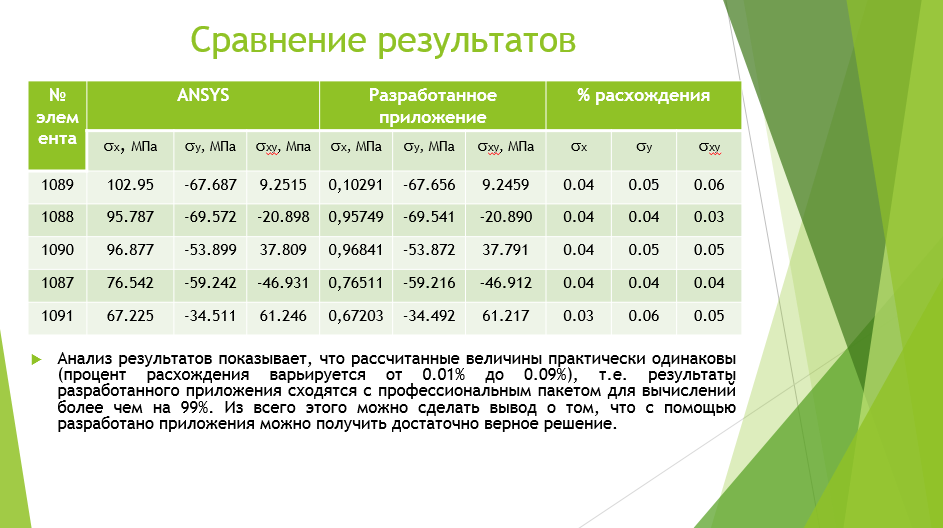 Сравнение результатов
№ элем ента ANSYS Разработанное приложение % расхождения
σx, МПа σy, МПа σxy, Мпа σx, МПа σy, МПа σxy, МПа σx σy σxy
1089 102.95 -67.687 9.2515 0,10291 -67.656 9.2459 0.04 0.05 0.06
1088 95.787 -69.572 -20.898 0,95749 -69.541 -20.890 0.04 0.04 0.03
1090 96.877 -53.899 37.809 0,96841 -53.872 37.791 0.04 0.05 0.05
1087 76.542 -59.242 -46.931 0,76511 -59.216 -46.912 0.04 0.04 0.04
1091 67.225 -34.511 61.246 0,67203 -34.492 61.217 0.03 0.06 0.05
Анализ результатов показывает, что рассчитанные величины практически одинаковы
(процент расхождения варьируется от 0.01% до 0.09%), т.е. результаты
разработанного приложения сходятся с профессиональным пакетом для вычислений
более чем на 99%. Из всего этого можно сделать вывод о том, что с помощью
разработано приложения можно получить достаточно верное решение.